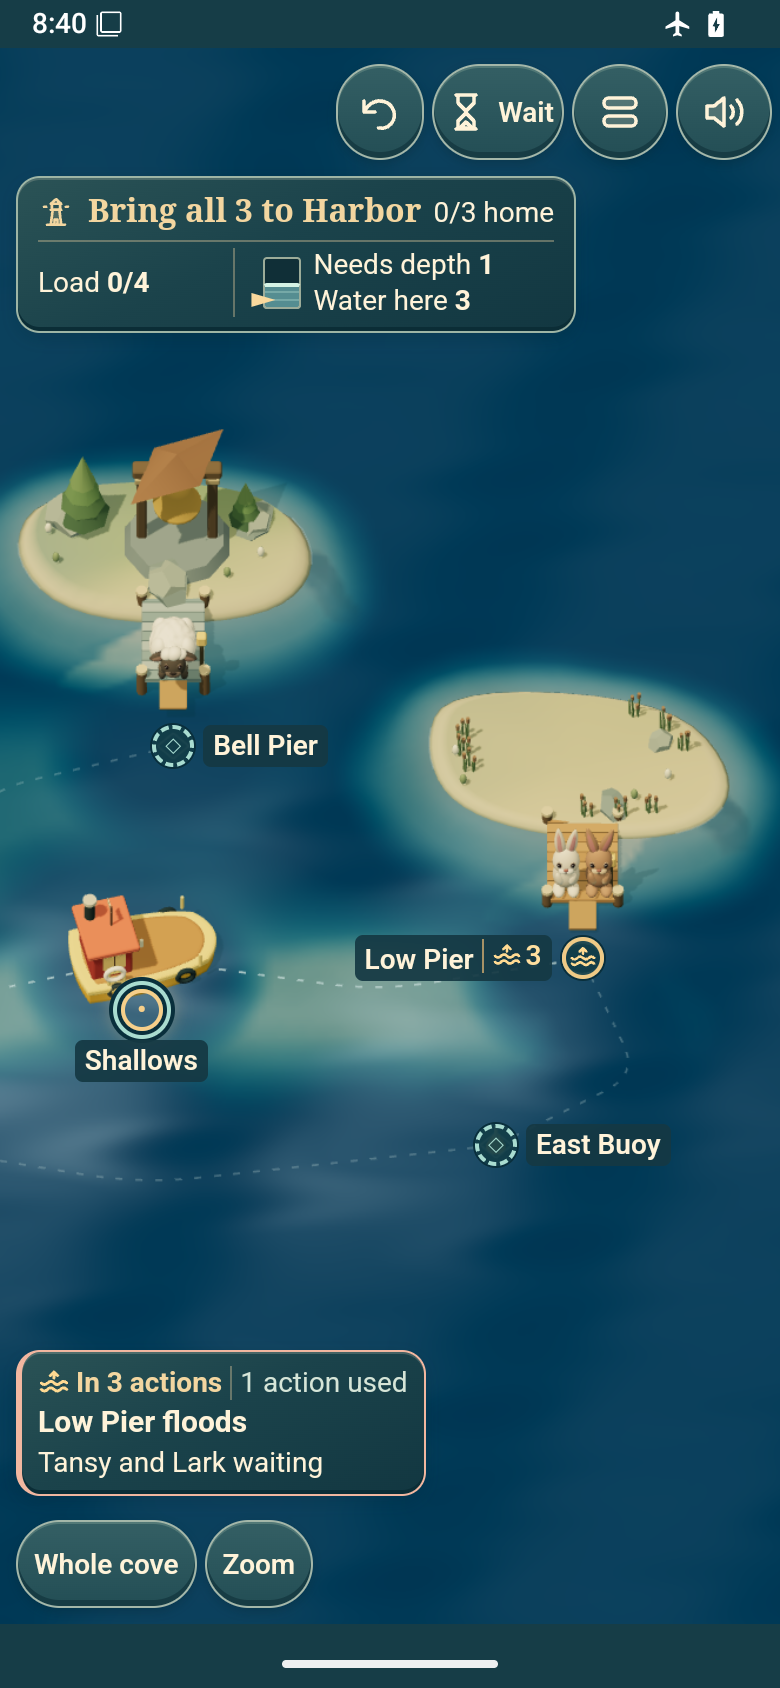 8:40
Wait
Bring all 3 to Harbor 0/3 home
Load 0/4
Needs depth 1
Water here 3
Bell Pier
Low Pier 3
Shallows
East Buoy
In 3 actions 1 action used
Low Pier floods
Tansy and Lark waiting
Whole cove
Zoom